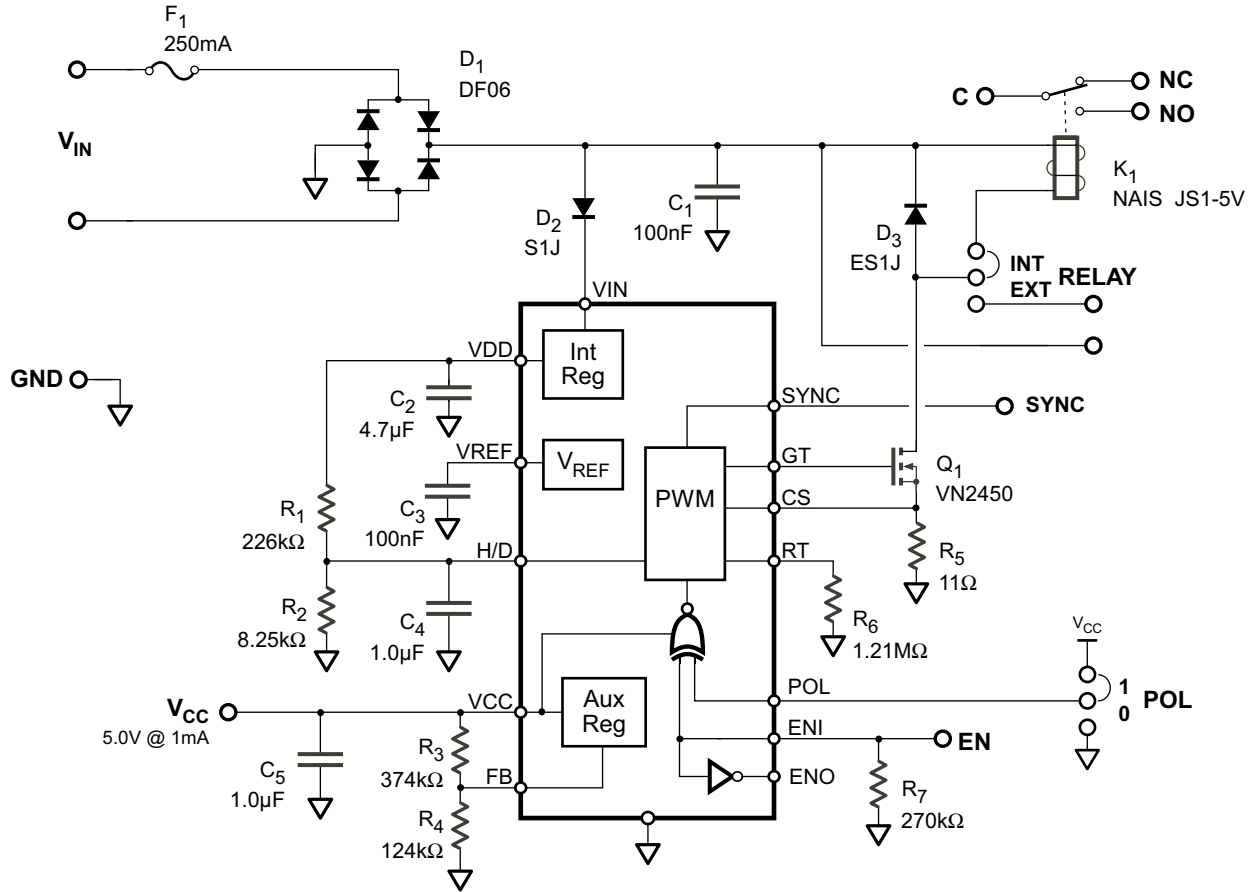 F1
250mA
D1
DF06
VIN
C
NC
NO
K1
NAIS JS1-5V
D2
S1J
C1
100nF
D3
ES1J
INT
EXT
RELAY
VIN
VDD
Int
Reg
GND
C2
4.7µF
SYNC
SYNC
VREF
VREF
GT
Q1
VN2450
PWM
C3
100nF
CS
R1
226kΩ
H/D
RT
R5
11Ω
R2
8.25kΩ
C4
1.0µF
R6
1.21MΩ
VCC
POL
1
0
POL
VCC
5.0V @ 1mA
VCC
Aux
Reg
ENI
EN
C5
1.0µF
R3
374kΩ
FB
ENO
R7
270kΩ
R4
124kΩ